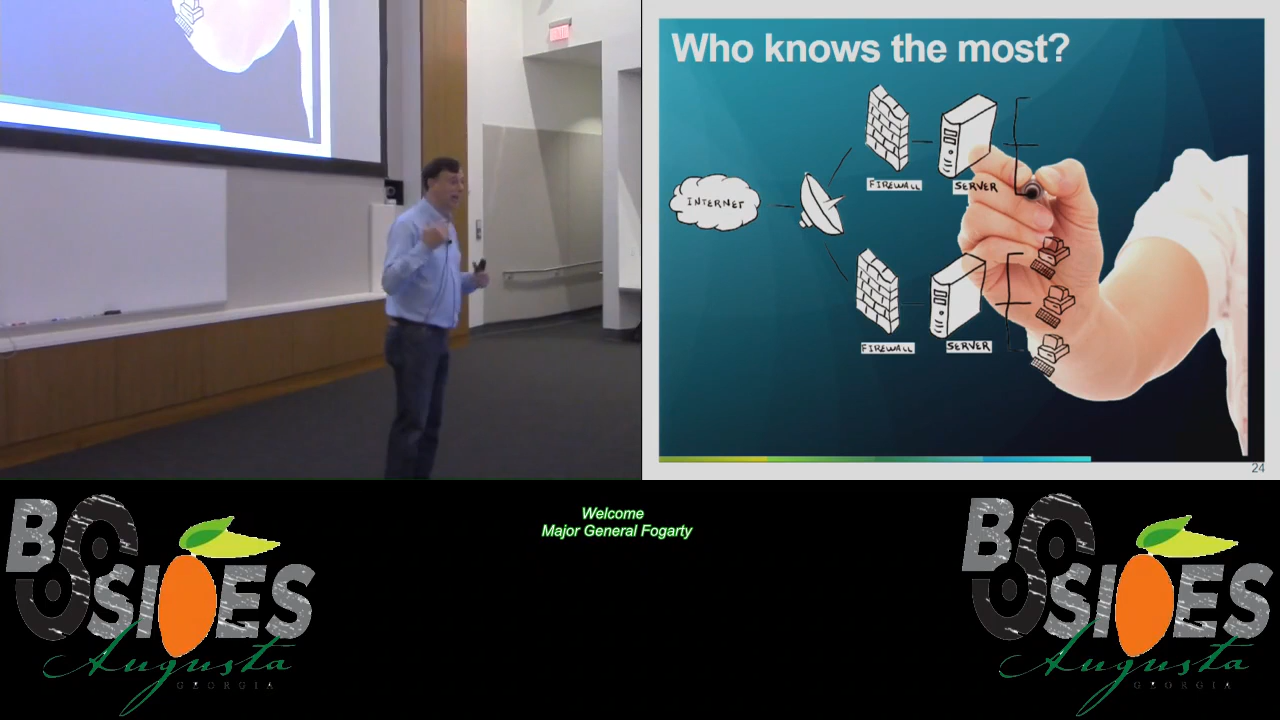 EXIT
Who knows the most?
INTERNET
FIREWALL
SERVER
FIREWALL
SERVER
24
Welcome
Major General Fogarty
BSIDES
Augusta
GEORGIA
BSIDES
Augusta
GEORGIA